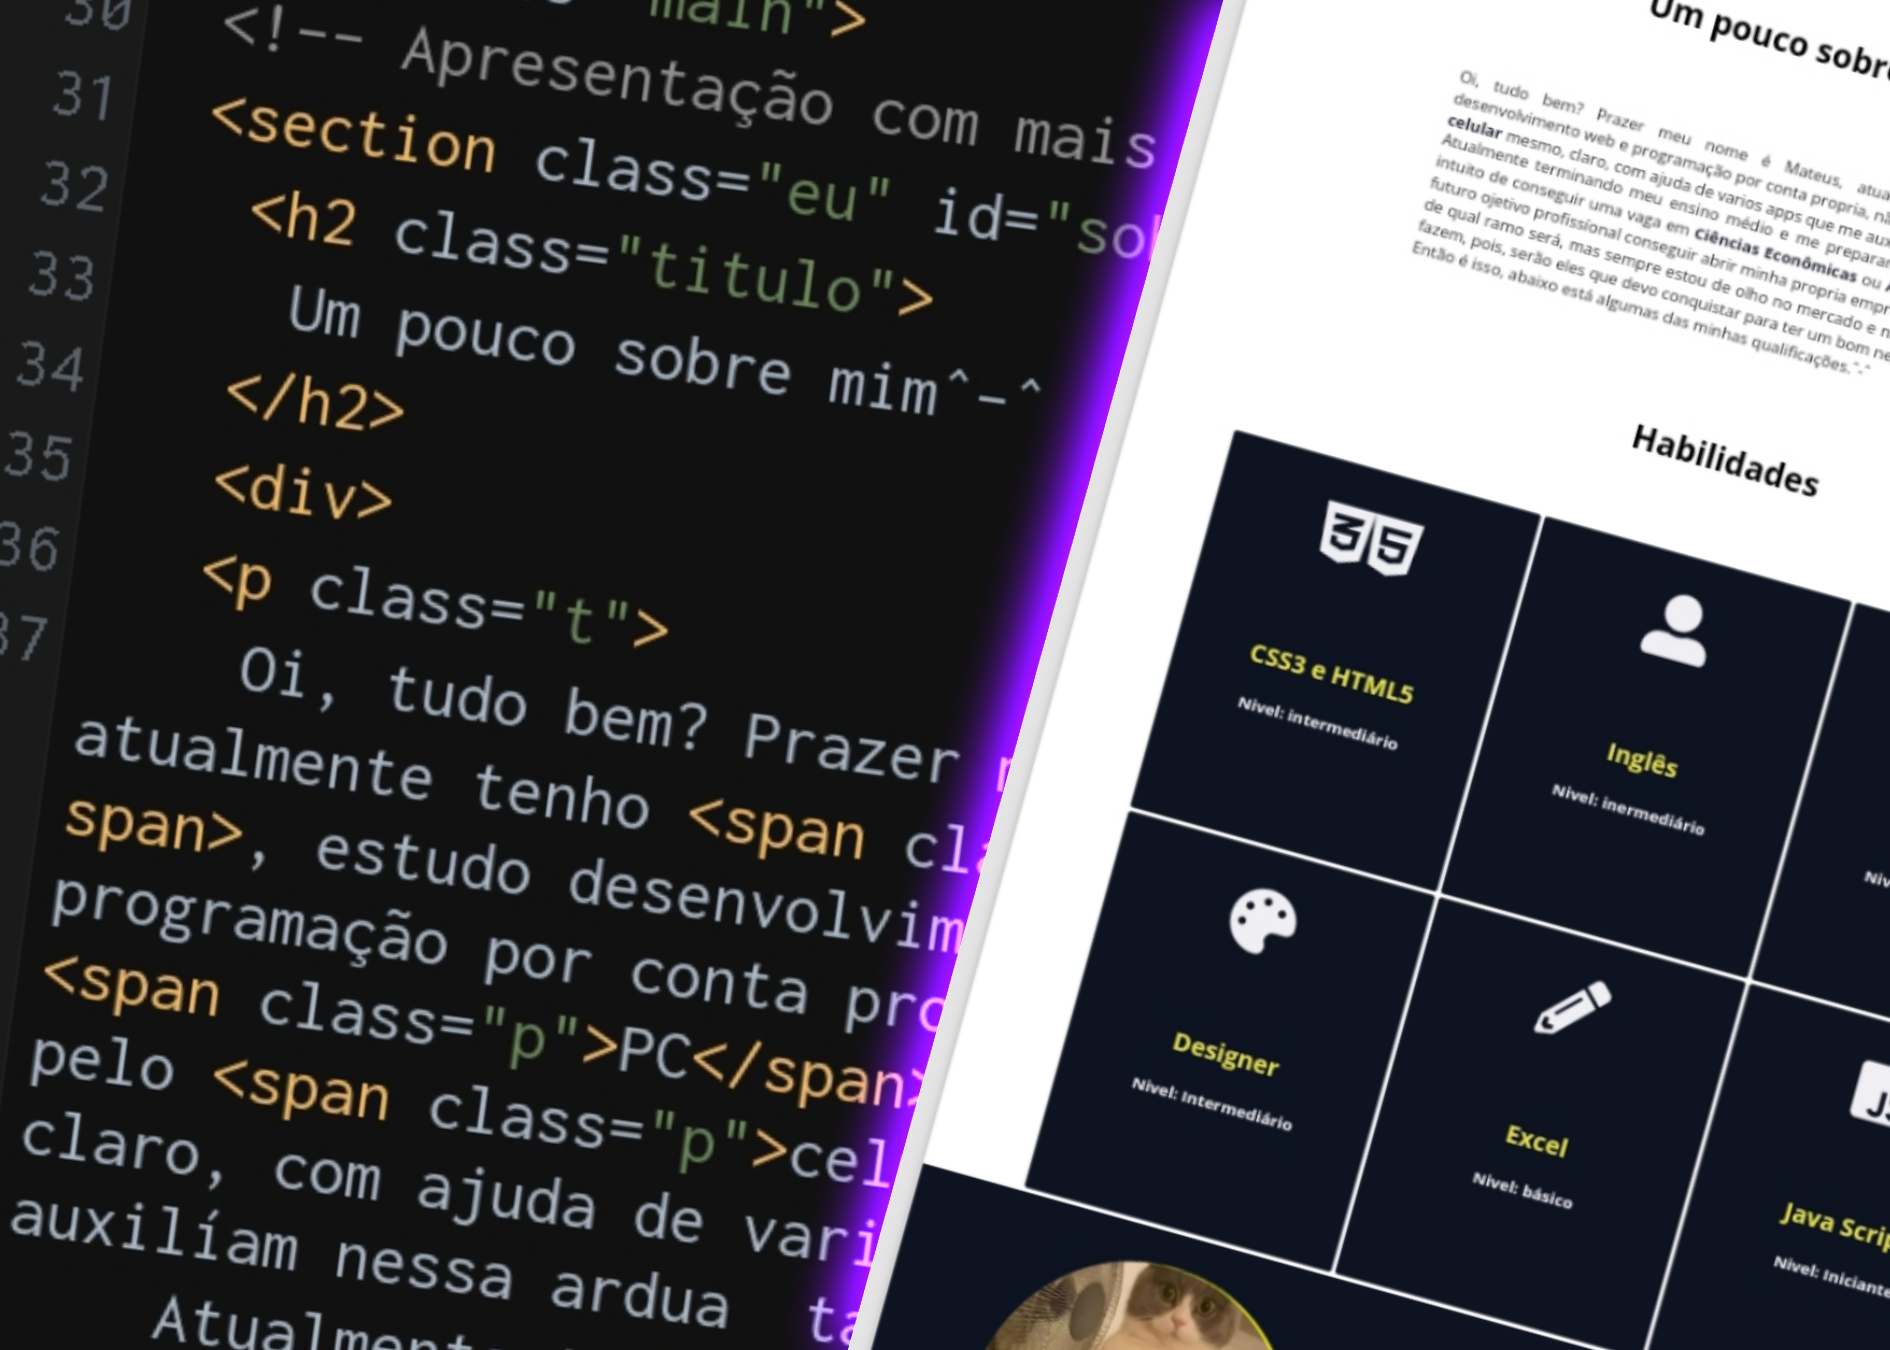 30
31
32
33
34
35
36
37
main">
<!-- Apresentação com mais
<section class="eu" id="sob
<h2 class="titulo">
Um pouco sobre mim^-^
</h2>
<div>
<p class="t">
Oi, tudo bem? Prazer
atualmente tenho <span cla
span>, estudo desenvolvim
programação por conta pro
<span class="p">PC</span>
pelo <span class="p">cel
claro, com ajuda de vari
auxilíam nessa ardua ta
Atualment
Um pouco sobre
Oi, tudo bem? Prazer meu nome é Mateus, atua
desenvolvimento web e programação por conta propria, nã
celular mesmo, claro, com ajuda de varios apps que me aux
Atualmente terminando meu ensino médio e me preparan
intuito de conseguir uma vaga em Ciências Econômicas ou A
futuro ojetivo profissional conseguir abrir minha propria empr
de qual ramo será, mas sempre estou de olho no mercado e n
fazem, pois, serão eles que devo conquistar para ter um bom ne
Então é isso, abaixo está algumas das minhas qualificações.^-^
Habilidades
3 5
CSS3 e HTML5
Nivel: intermediário
Inglês
Nivel: inermediário
Niv
Designer
Nivel: Intermediário
Excel
Nivel: básico
JS
Java Scrip
Nivel: Iniciante